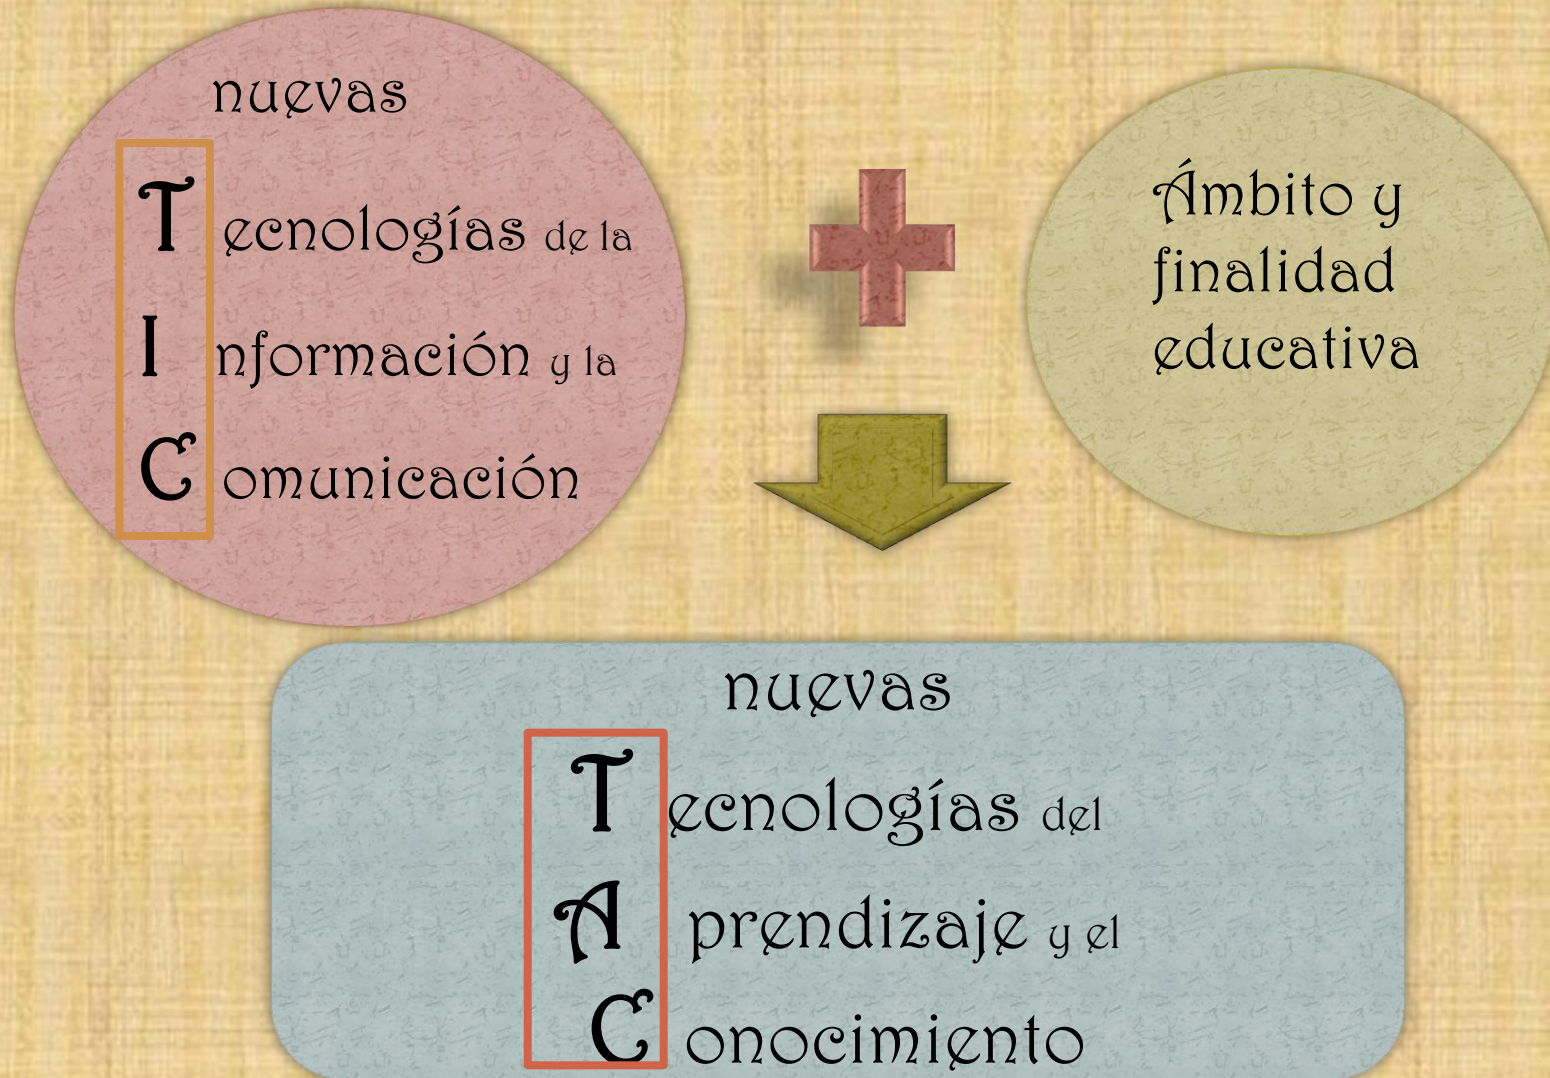 nuevas
Tecnologías de la
Información y la
Comunicación
Ámbito y
finalidad
educativa
nuevas
Tecnologías del
Aprendizaje y el
Conocimiento